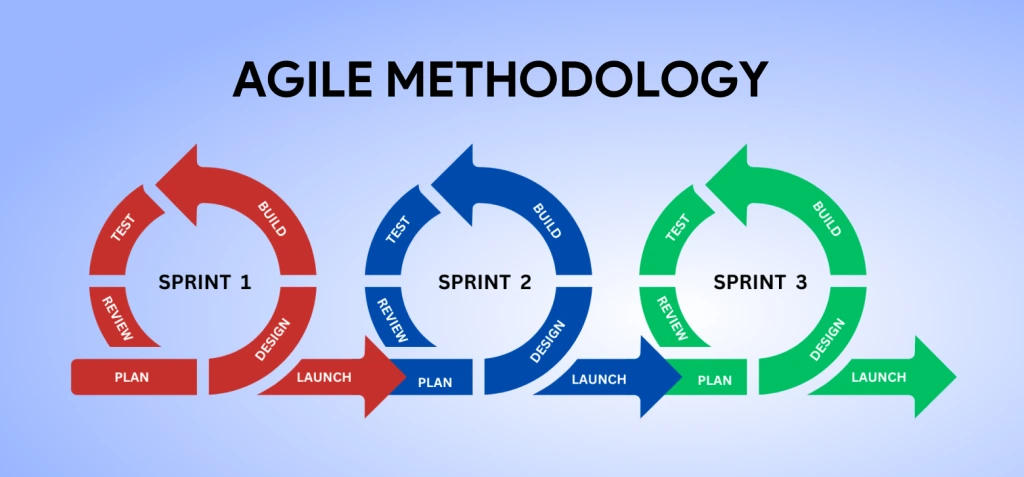 AGILE METHODOLOGY
SPRINT 1
PLAN
DESIGN
BUILD
TEST
REVIEW
LAUNCH
SPRINT 2
PLAN
DESIGN
BUILD
TEST
REVIEW
LAUNCH
SPRINT 3
PLAN
DESIGN
BUILD
TEST
REVIEW
LAUNCH